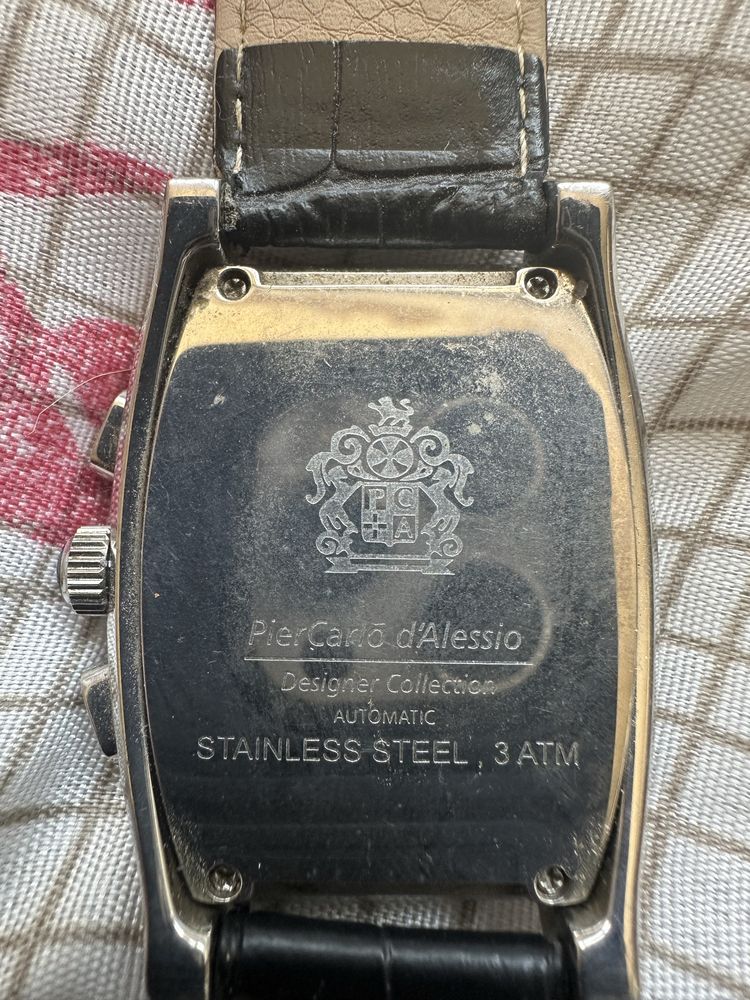 P C
A
PierCarlo d'Alessio
Designer Collection
AUTOMATIC
STAINLESS STEEL, 3 ATM